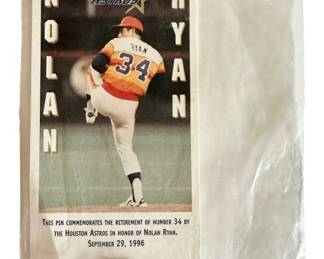 ASTROS
NOLAN
RYAN
RYAN
34
THIS PIN COMMEMORATES THE RETIREMENT OF NUMBER 34 BY
THE HOUSTON ASTROS IN HONOR OF NOLAN RYAN.
SEPTEMBER 29, 1996